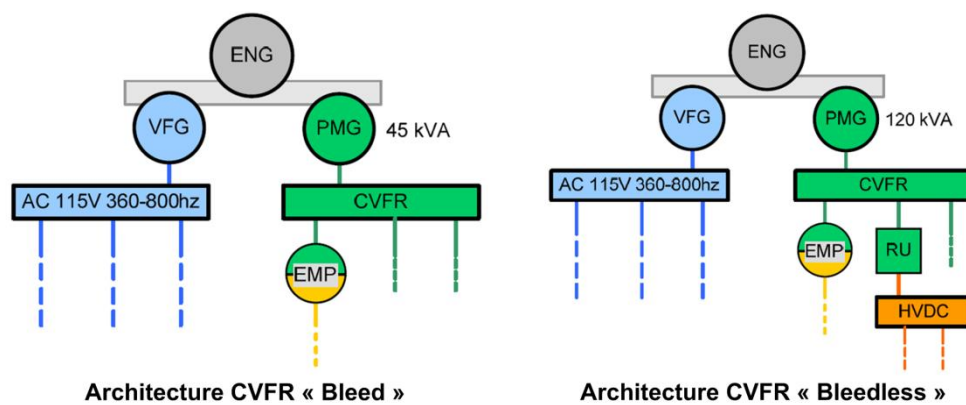 ENG
VFG
PMG
45 kVA
AC 115V 360-800hz
CVFR
EMP
Architecture CVFR « Bleed »
ENG
VFG
PMG
120 kVA
AC 115V 360-800hz
CVFR
EMP
RU
HVDC
Architecture CVFR « Bleedless »